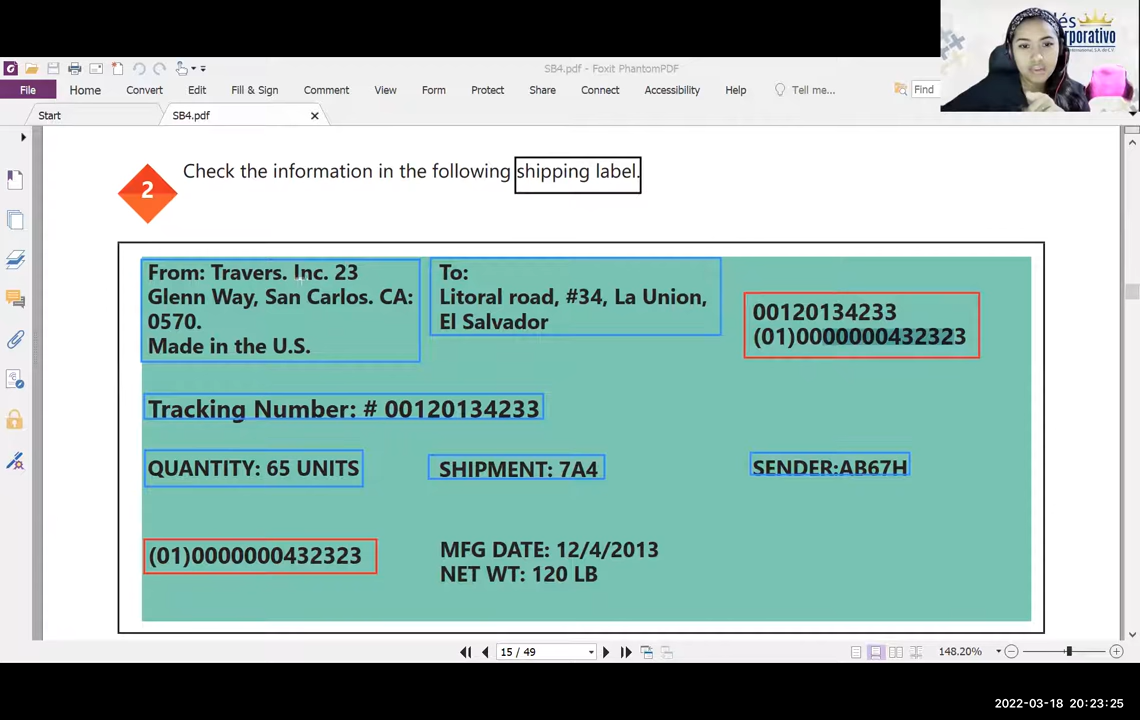 SB4.pdf - Foxit PhantomPDF
File Home Convert Edit Fill & Sign Comment View Form Protect Share Connect Accessibility Help Tell me... Find
Start SB4.pdf
2
Check the information in the following shipping label.
From: Travers. Inc. 23
Glenn Way, San Carlos. CA:
0570.
Made in the U.S.
To:
Litoral road, #34, La Union,
El Salvador
00120134233
(01)0000000432323
Tracking Number: # 00120134233
QUANTITY: 65 UNITS
SHIPMENT: 7A4
SENDER:AB67H
(01)0000000432323
MFG DATE: 12/4/2013
NET WT: 120 LB
15 / 49
148.20%
2022-03-18 20:23:25